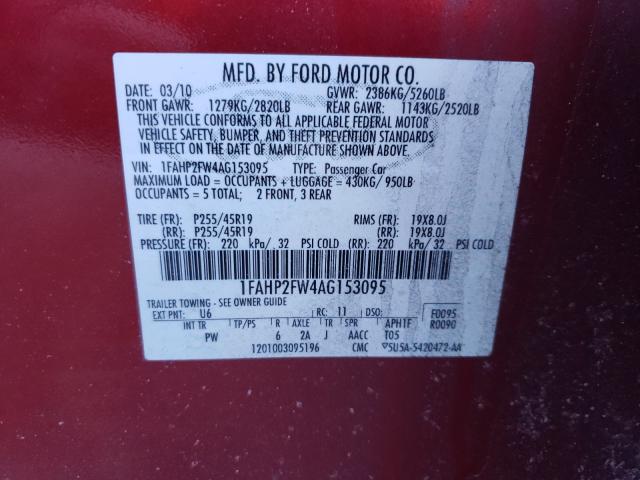 MFD. BY FORD MOTOR CO.
DATE: 03/10 GVWR: 2386KG/5260LB
FRONT GAWR: 1279KG/2820LB REAR GAWR: 1143KG/2520LB
THIS VEHICLE CONFORMS TO ALL APPLICABLE FEDERAL MOTOR
VEHICLE SAFETY, BUMPER, AND THEFT PREVENTION STANDARDS
IN EFFECT ON THE DATE OF MANUFACTURE SHOWN ABOVE.
VIN: 1FAHP2FW4AG153095 TYPE: Passenger Car
MAXIMUM LOAD = OCCUPANTS + LUGGAGE = 430KG/ 950LB
OCCUPANTS = 5 TOTAL; 2 FRONT, 3 REAR
TIRE (FR): P255/45R19 RIMS (FR): 19X8.0J
(RR): P255/45R19 (RR): 19X8.0J
PRESSURE (FR): 220 kPa/ 32 PSI COLD (RR): 220 kPa/ 32 PSI COLD
1FAHP2FW4AG153095
TRAILER TOWING - SEE OWNER GUIDE
EXT PNT: U6 RC: 11 DSO: F0095
R0090
INT TR TP/PS R AXLE TR SPR APHTF
PW 6 2A J AACC T05
1201003095196 CMC ▽5U5A-5420472-AA